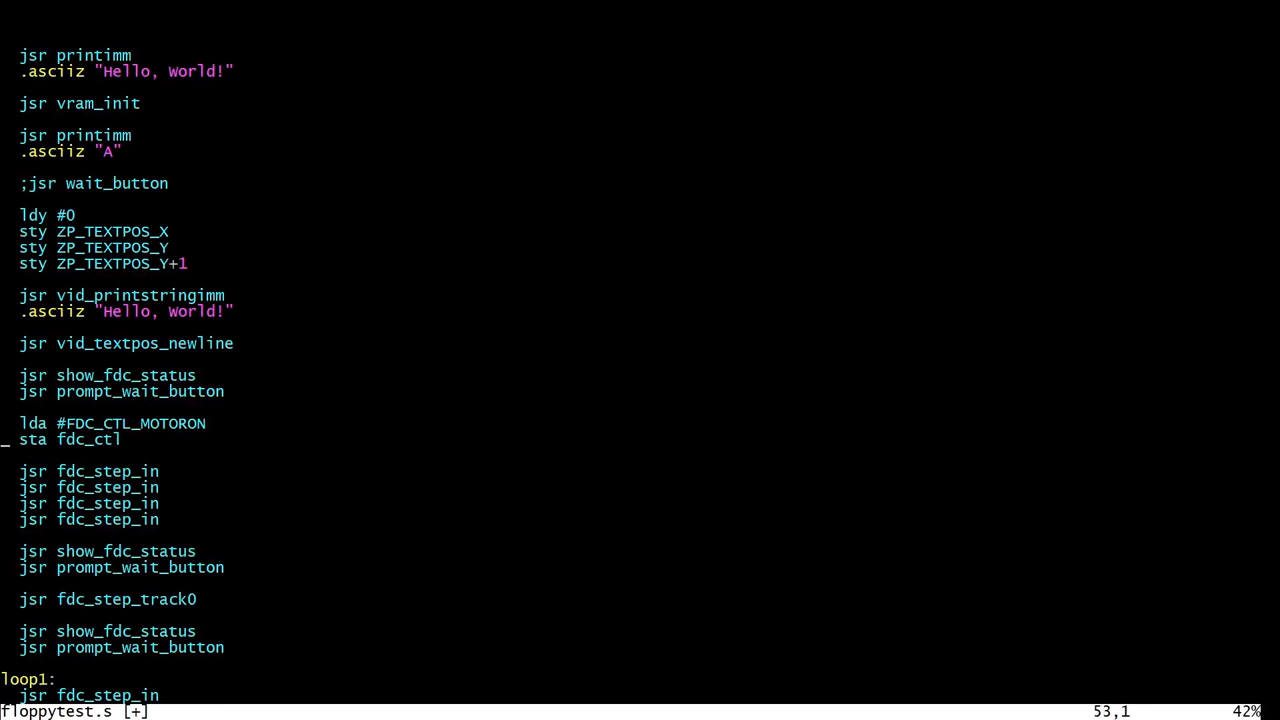 jsr printimm
.asciiz "Hello, World!"
jsr vram_init
jsr printimm
.asciiz "A"
;jsr wait_button
ldy #0
sty ZP_TEXTPOS_X
sty ZP_TEXTPOS_Y
sty ZP_TEXTPOS_Y+1
jsr vid_printstringimm
.asciiz "Hello, World!"
jsr vid_textpos_newline
jsr show_fdc_status
jsr prompt_wait_button
lda #FDC_CTL_MOTORON
sta fdc_ctl
jsr fdc_step_in
jsr fdc_step_in
jsr fdc_step_in
jsr fdc_step_in
jsr show_fdc_status
jsr prompt_wait_button
jsr fdc_step_track0
jsr show_fdc_status
jsr prompt_wait_button
loop1:
jsr fdc_step_in
floppytest.s [+] 53,1 42%